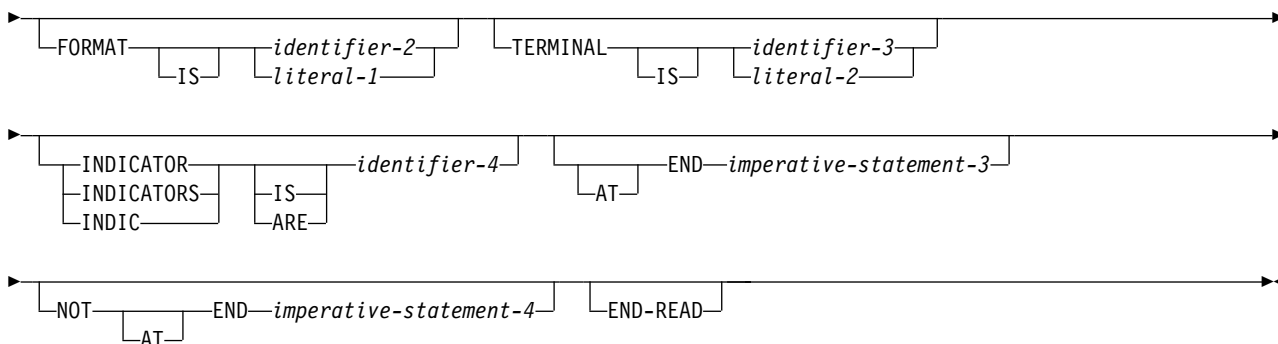 FORMAT identifier-2 TERMINAL identifier-3
IS literal-1 IS literal-2
INDICATOR identifier-4 END imperative-statement-3
INDICATORS IS AT
INDIC ARE
NOT END imperative-statement-4 END-READ
AT